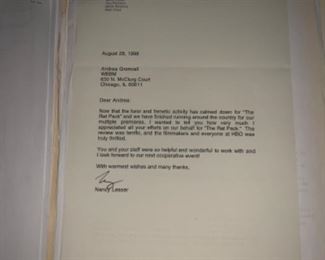 August 28, 1998
Andrea Gronvall
WBBM
630 N. McClurg Court
Chicago, IL 60611
Dear Andrea:
Now that the furor and frenetic activity has calmed down for "The
Rat Pack" and we have finished running around the country for our
multiple premieres, I wanted to tell you how very much I
appreciated all your efforts on our behalf for "The Rat Pack." The
review was terrific, and the filmmakers and everyone at HBO was
truly thrilled.
You and your staff were so helpful and wonderful to work with and
I look forward to our next cooperative event!
With warmest wishes and many thanks,
Nancy Lesser